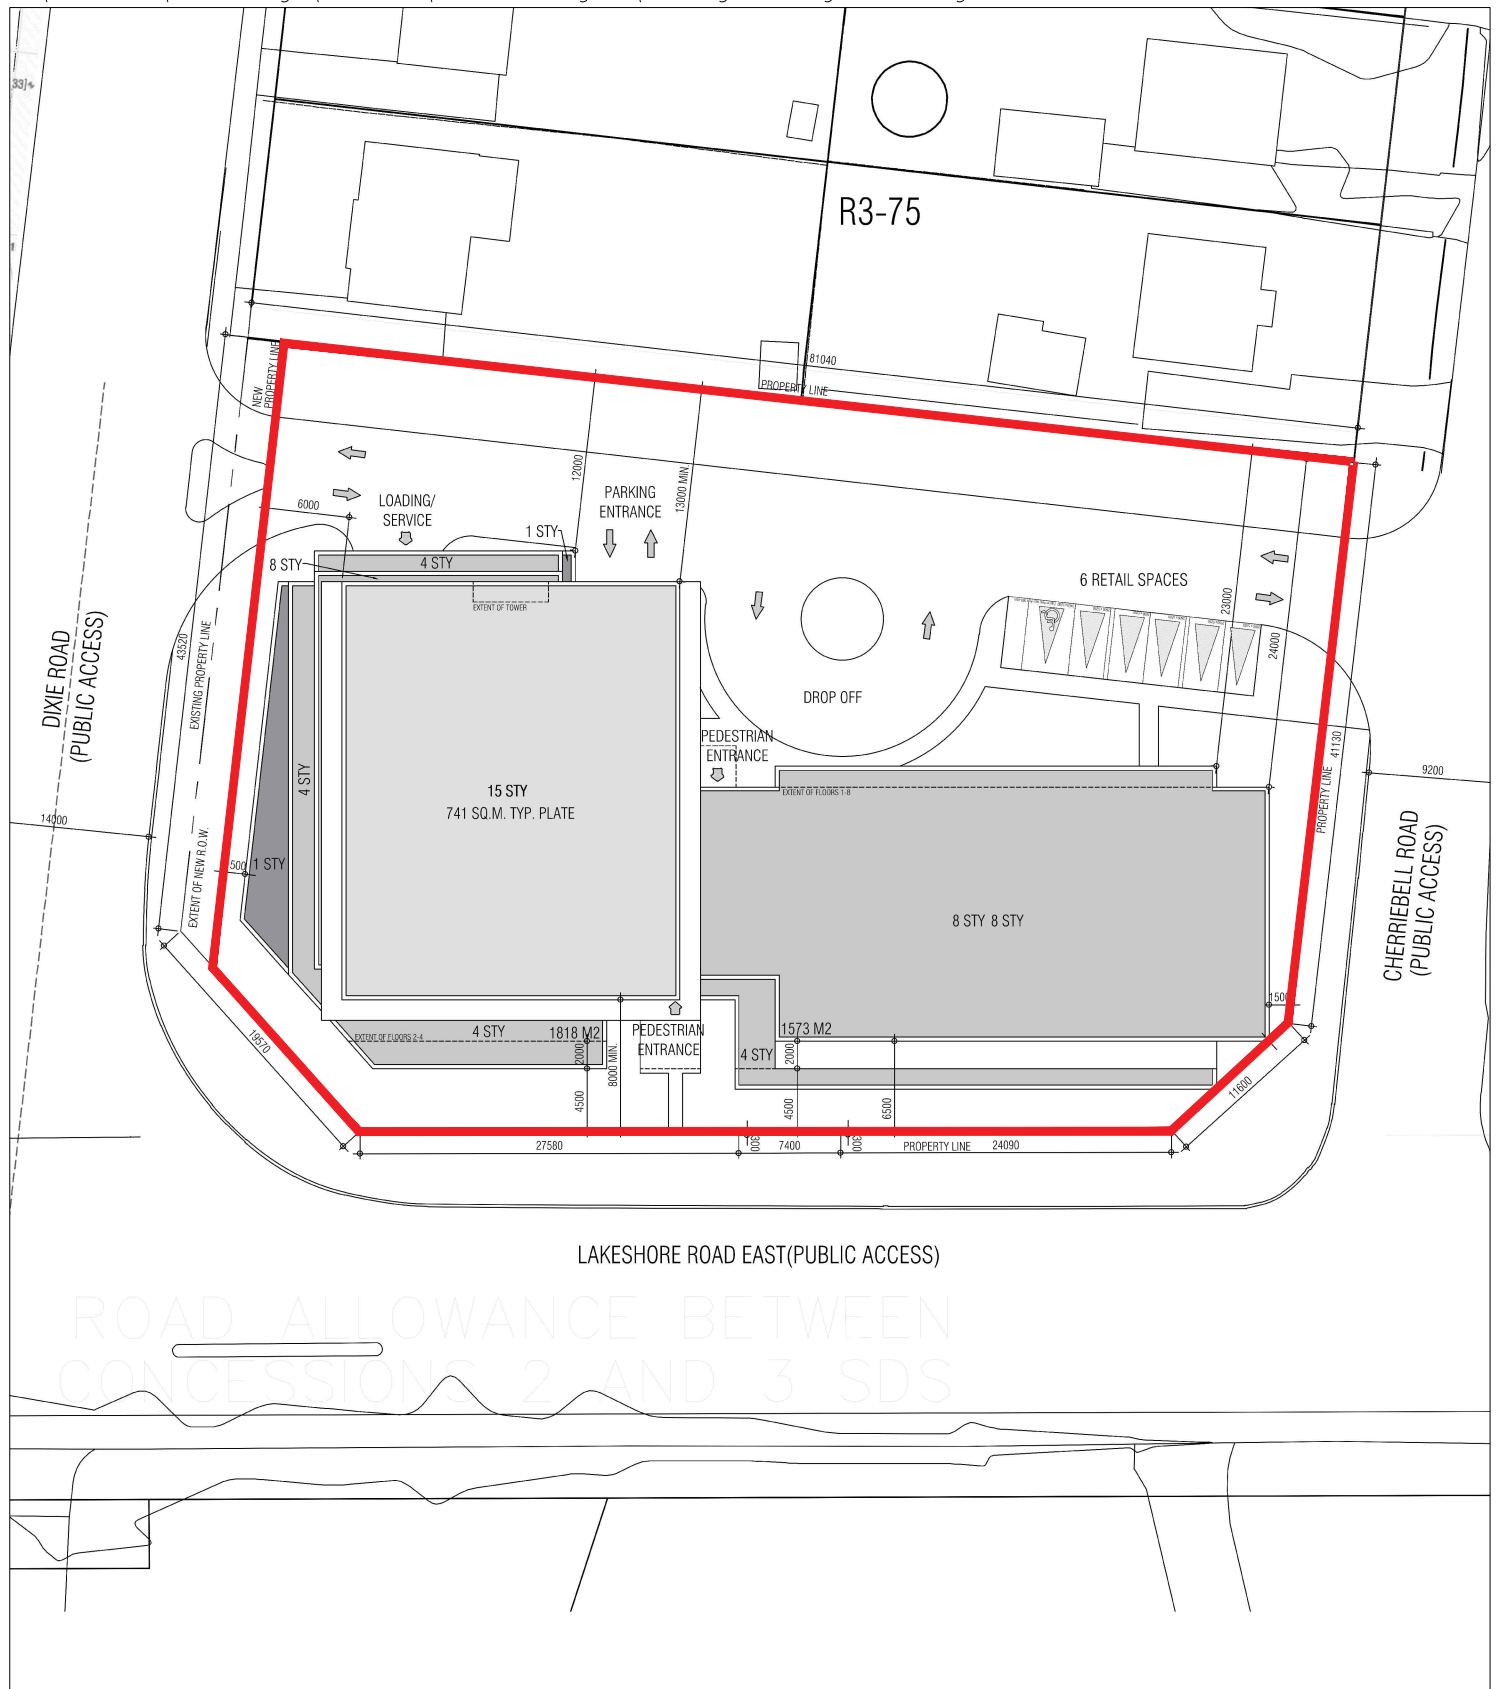 33]
R3-75
81040
PROPERTY LINE
NEW
PROPERTY LINE
12000
13000 MIN.
6000
LOADING/
SERVICE
PARKING
ENTRANCE
1 STY
8 STY
4 STY
EXTENT OF TOWER
6 RETAIL SPACES
23000
24000
DIXIE ROAD
(PUBLIC ACCESS)
43520
EXISTING PROPERTY LINE
4 STY
DROP OFF
PEDESTRIAN
ENTRANCE
41130
PROPERTY LINE
9200
15 STY
741 SQ.M. TYP. PLATE
EXTENT OF FLOORS 1-8
14000
1 STY
EXTENT OF NEW R.O.W.
8 STY 8 STY
CHERRIEBELL ROAD
(PUBLIC ACCESS)
1500
19570
EXTENT OF FLOORS 2-4
4 STY
1818 M2
PEDESTRIAN
ENTRANCE
1573 M2
4 STY
2000
8000 MIN.
2000
4500
4500
6500
11600
27580
300
7400
300
PROPERTY LINE
24090
LAKESHORE ROAD EAST(PUBLIC ACCESS)
ROAD ALLOWANCE BETWEEN
CONCESSIONS 2 AND 3 SDS